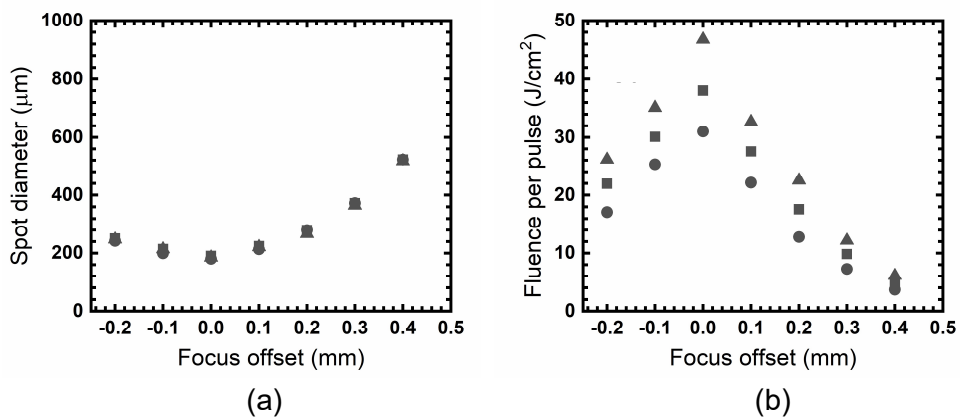 1000
800
600
400
200
0
Spot diameter (μm)
-0.2 -0.1 0.0 0.1 0.2 0.3 0.4 0.5
Focus offset (mm)
(a)
50
40
30
20
10
0
Fluence per pulse (J/cm²)
-0.2 -0.1 0.0 0.1 0.2 0.3 0.4 0.5
Focus offset (mm)
(b)